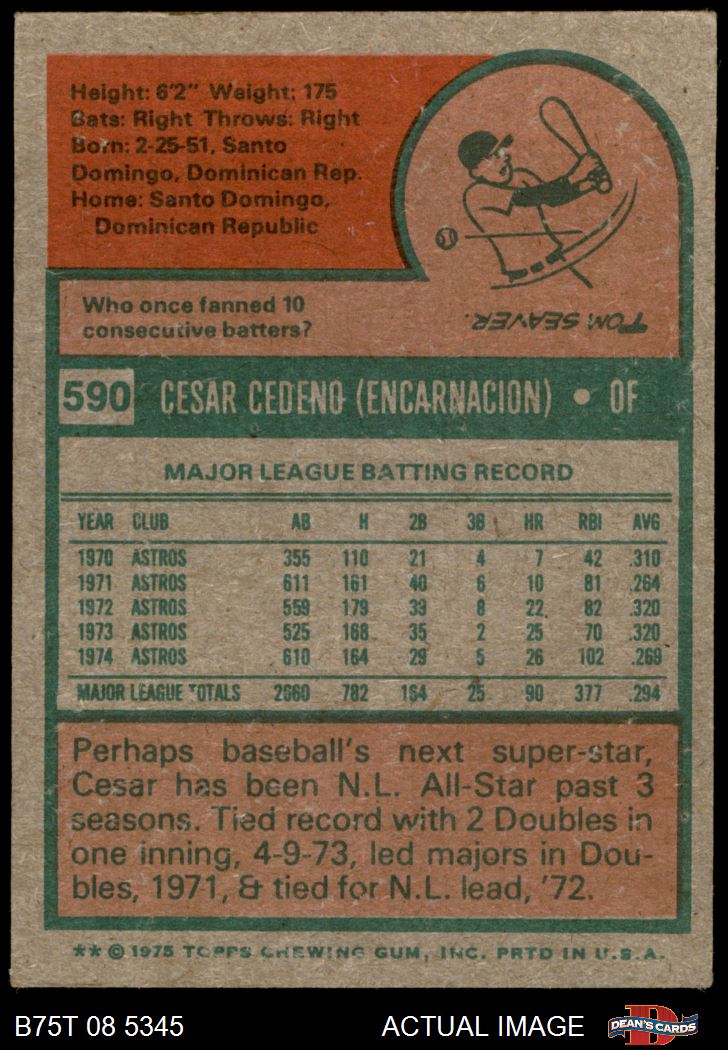 Height: 6'2" Weight: 175
Bats: Right Throws: Right
Born: 2-25-51, Santo
Domingo, Dominican Rep.
Home: Santo Domingo,
Dominican Republic
Who once fanned 10
consecutive batters?
TOM SEAVER.
590 CESAR CEDENO (ENCARNACION) • OF
MAJOR LEAGUE BATTING RECORD
YEAR CLUB AB H 2B 3B HR RBI AVG
1970 ASTROS 355 110 21 4 7 42 .310
1971 ASTROS 611 161 40 6 10 81 .264
1972 ASTROS 559 179 39 8 22 82 .320
1973 ASTROS 525 168 35 2 25 70 .320
1974 ASTROS 610 164 29 5 26 102 .269
MAJOR LEAGUE TOTALS 2660 782 164 25 90 377 .294
Perhaps baseball's next super-star,
Cesar has been N.L. All-Star past 3
seasons. Tied record with 2 Doubles in
one inning, 4-9-73, led majors in Dou-
bles, 1971, & tied for N.L. lead, '72.
** © 1975 TOPPS CHEWING GUM, INC. PRTD IN U.S.A.
B75T 08 5345 ACTUAL IMAGE D DEAN'S CARDS